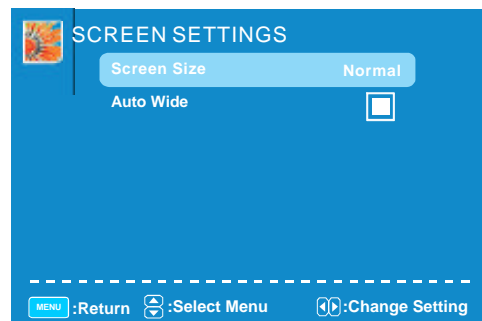 SCREEN SETTINGS
Screen Size Normal
Auto Wide
MENU :Return :Select Menu :Change Setting